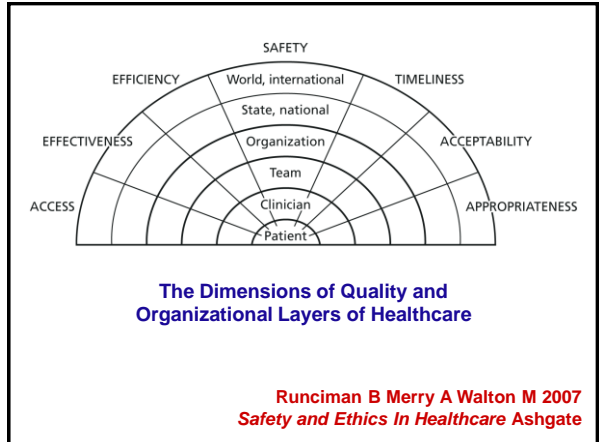 SAFETY
EFFICIENCY
World, international
TIMELINESS
State, national
EFFECTIVENESS
Organization
ACCEPTABILITY
Team
ACCESS
Clinician
APPROPRIATENESS
Patient
The Dimensions of Quality and
Organizational Layers of Healthcare
Runciman B Merry A Walton M 2007
Safety and Ethics In Healthcare Ashgate